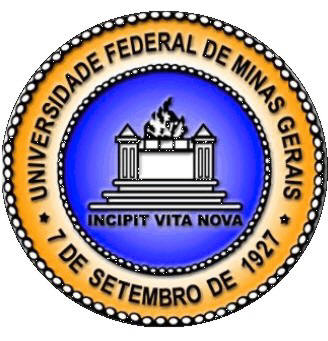 UNIVERSIDADE FEDERAL DE MINAS GERAIS
INCIPIT VITA NOVA
7 DE SETEMBRO DE 1927